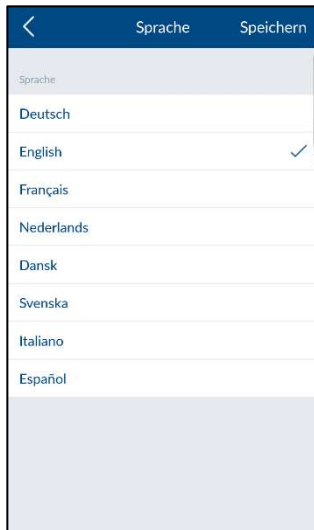 Sprache Speichern
Sprache
Deutsch
English
Français
Nederlands
Dansk
Svenska
Italiano
Español